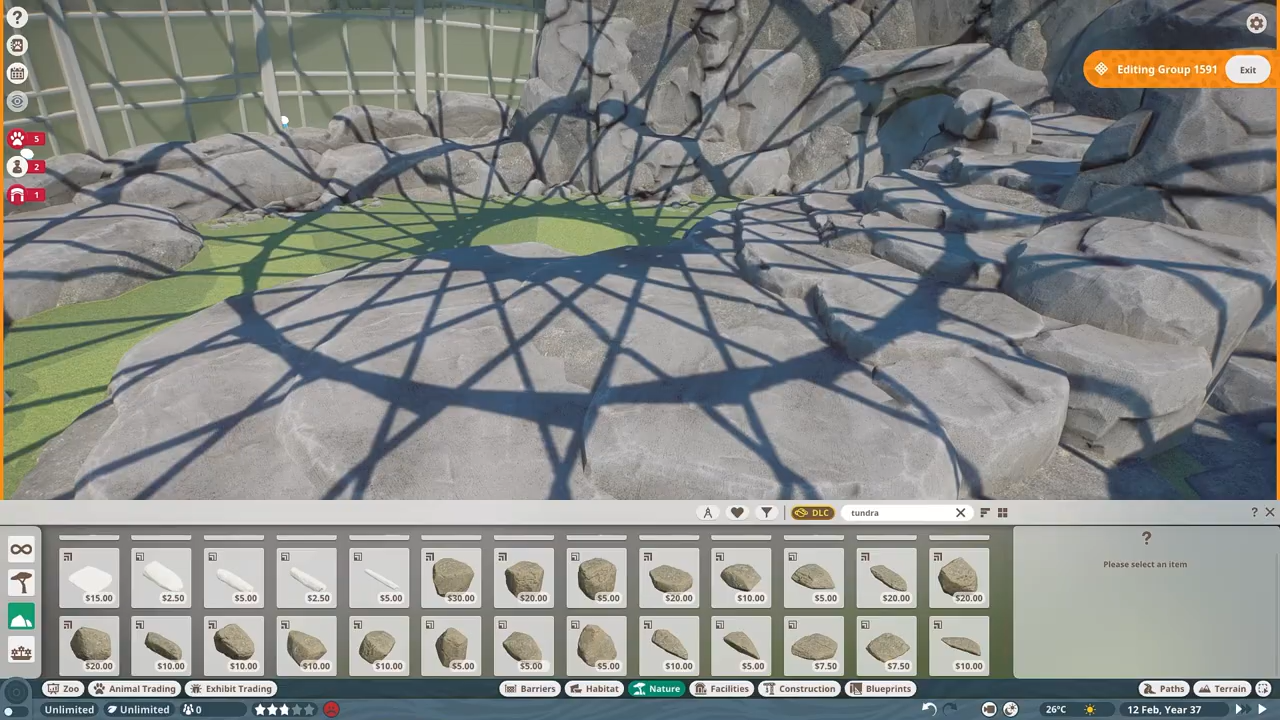 ?
Editing Group 1591 Exit
5
2
1
DLC tundra
?
?
Please select an item
$15.00 $2.50 $5.00 $2.50 $5.00 $30.00 $20.00 $5.00 $20.00 $10.00 $5.00 $20.00 $20.00
$20.00 $10.00 $10.00 $10.00 $10.00 $5.00 $5.00 $5.00 $10.00 $5.00 $7.50 $7.50 $10.00
Zoo Animal Trading Exhibit Trading Barriers Habitat Nature Facilities Construction Blueprints Paths Terrain
Unlimited Unlimited 0 26°C 12 Feb, Year 37